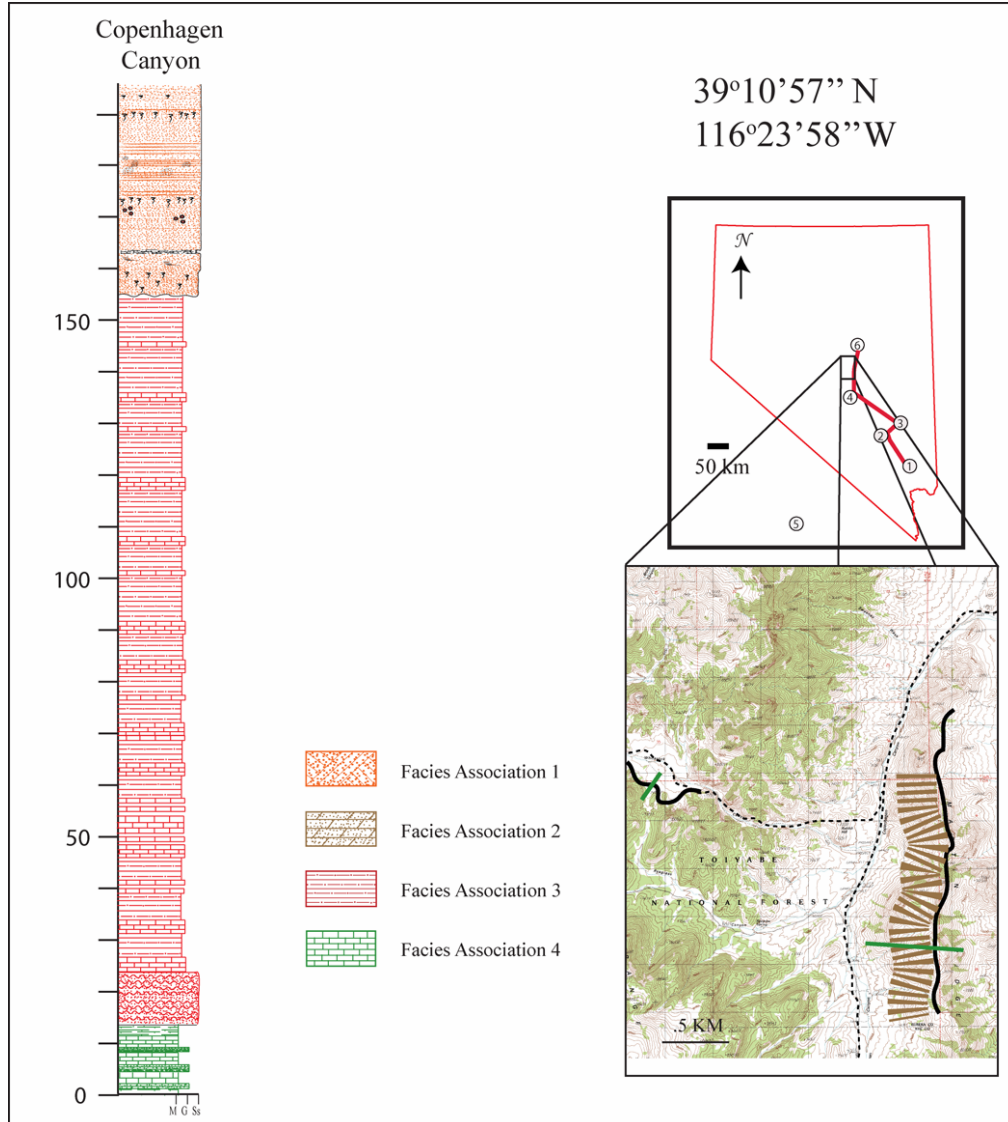 Copenhagen
Canyon
39°10'57'' N
116°23'58''W
150
100
50
0
M G Ss
Facies Association 1
Facies Association 2
Facies Association 3
Facies Association 4
N
6
4
3
2
1
50 km
5
T O I Y A B E
N A T I O N A L F O R E S T
.5 KM